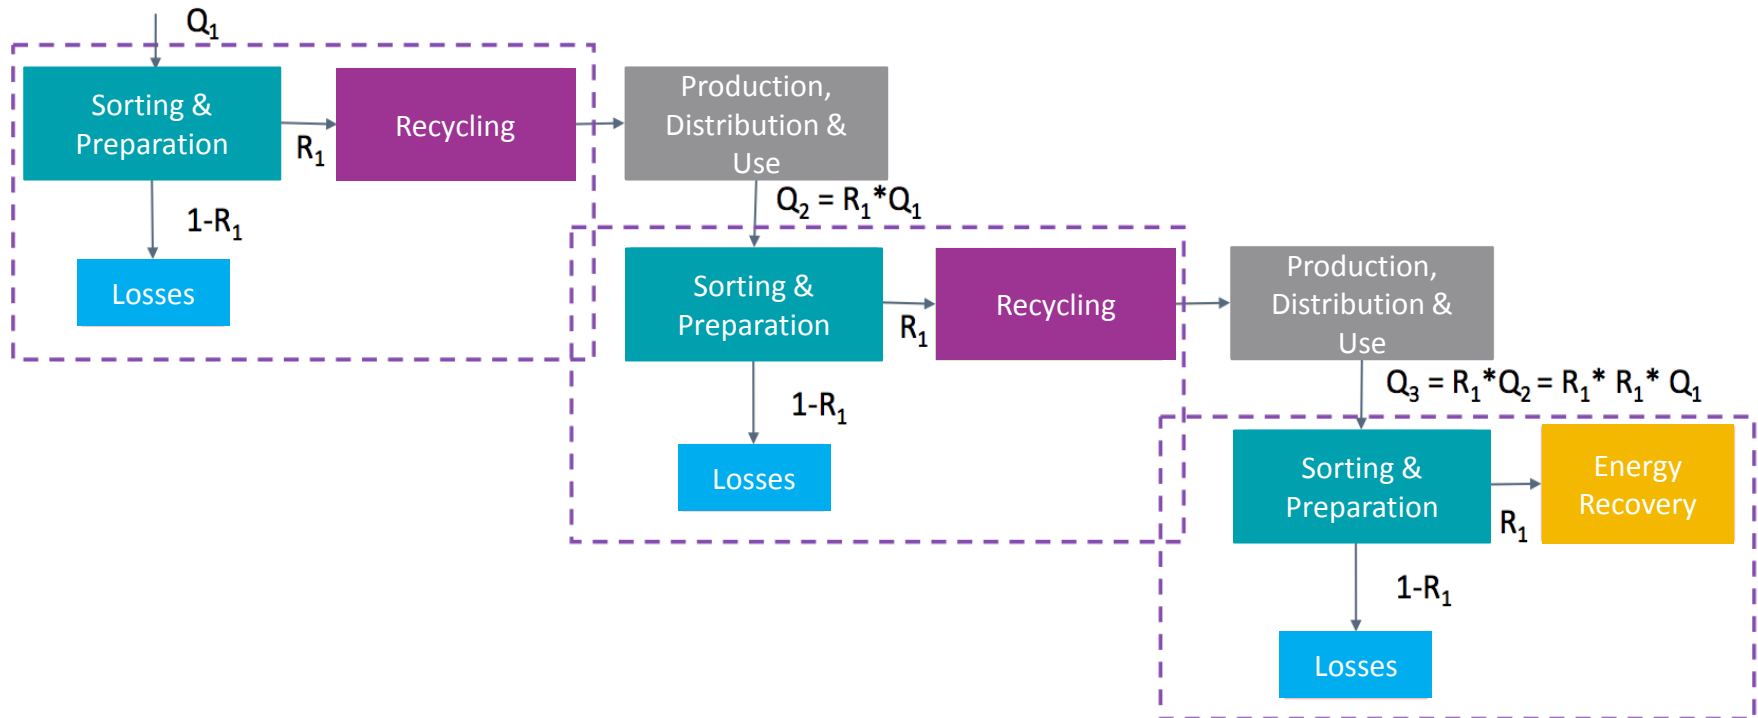 Q₁
Sorting &
Preparation
R₁
Recycling
Production,
Distribution &
Use
1-R₁
Losses
Q₂ = R₁*Q₁
Sorting &
Preparation
R₁
Recycling
Production,
Distribution &
Use
1-R₁
Losses
Q₃ = R₁*Q₂ = R₁* R₁* Q₁
Sorting &
Preparation
R₁
Energy
Recovery
1-R₁
Losses